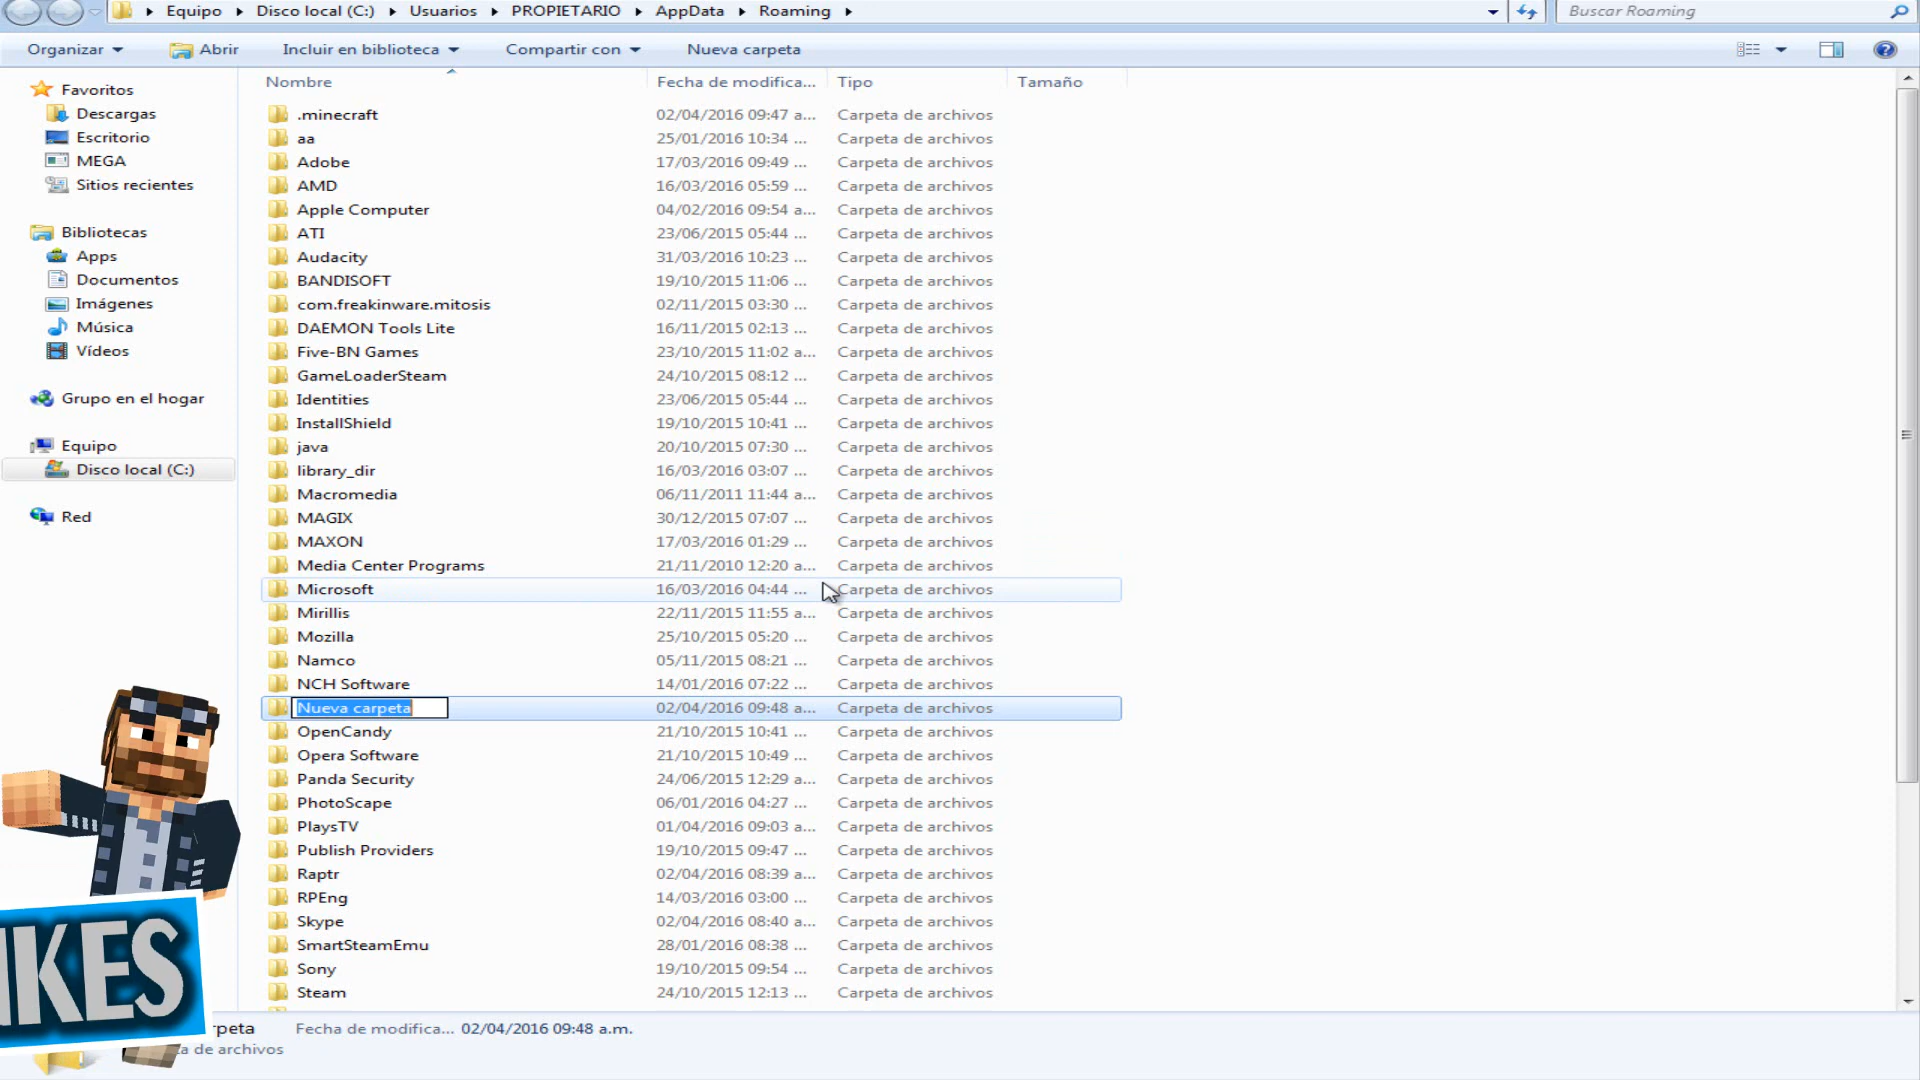 Equipo Disco local (C:) Usuarios PROPIETARIO AppData Roaming Buscar Roaming
Organizar Abrir Incluir en biblioteca Compartir con Nueva carpeta
Nombre Fecha de modifica... Tipo Tamaño
Favoritos
Descargas
Escritorio
MEGA
Sitios recientes
Bibliotecas
Apps
Documentos
Imágenes
Música
Vídeos
Grupo en el hogar
Equipo
Disco local (C:)
Red
.minecraft 02/04/2016 09:47 a... Carpeta de archivos
aa 25/01/2016 10:34 ... Carpeta de archivos
Adobe 17/03/2016 09:49 ... Carpeta de archivos
AMD 16/03/2016 05:59 ... Carpeta de archivos
Apple Computer 04/02/2016 09:54 a... Carpeta de archivos
ATI 23/06/2015 05:44 ... Carpeta de archivos
Audacity 31/03/2016 10:23 ... Carpeta de archivos
BANDISOFT 19/10/2015 11:06 ... Carpeta de archivos
com.freakinware.mitosis 02/11/2015 03:30 ... Carpeta de archivos
DAEMON Tools Lite 16/11/2015 02:13 ... Carpeta de archivos
Five-BN Games 23/10/2015 11:02 a... Carpeta de archivos
GameLoaderSteam 24/10/2015 08:12 ... Carpeta de archivos
Identities 23/06/2015 05:44 ... Carpeta de archivos
InstallShield 19/10/2015 10:41 ... Carpeta de archivos
java 20/10/2015 07:30 ... Carpeta de archivos
library_dir 16/03/2016 03:07 ... Carpeta de archivos
Macromedia 06/11/2011 11:44 a... Carpeta de archivos
MAGIX 30/12/2015 07:07 ... Carpeta de archivos
MAXON 17/03/2016 01:29 ... Carpeta de archivos
Media Center Programs 21/11/2010 12:20 a... Carpeta de archivos
Microsoft 16/03/2016 04:44 ... Carpeta de archivos
Mirillis 22/11/2015 11:55 a... Carpeta de archivos
Mozilla 25/10/2015 05:20 ... Carpeta de archivos
Namco 05/11/2015 08:21 ... Carpeta de archivos
NCH Software 14/01/2016 07:22 ... Carpeta de archivos
Nueva carpeta 02/04/2016 09:48 a... Carpeta de archivos
OpenCandy 21/10/2015 10:41 ... Carpeta de archivos
Opera Software 21/10/2015 10:49 ... Carpeta de archivos
Panda Security 24/06/2015 12:29 a... Carpeta de archivos
PhotoScape 06/01/2016 04:27 ... Carpeta de archivos
PlaysTV 01/04/2016 09:03 a... Carpeta de archivos
Publish Providers 19/10/2015 09:47 ... Carpeta de archivos
Raptr 02/04/2016 08:39 a... Carpeta de archivos
RPEng 14/03/2016 03:00 ... Carpeta de archivos
Skype 02/04/2016 08:40 a... Carpeta de archivos
SmartSteamEmu 28/01/2016 08:38 ... Carpeta de archivos
Sony 19/10/2015 09:54 ... Carpeta de archivos
Steam 24/10/2015 12:13 ... Carpeta de archivos
IKES
rpeta Fecha de modifica... 02/04/2016 09:48 a.m.
a de archivos